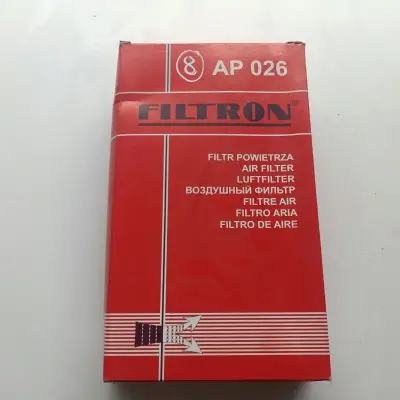 8 AP 026
FILTRON®
FILTR POWIETRZA
AIR FILTER
LUFTFILTER
ВОЗДУШНЫЙ ФИЛЬТР
FILTRE AIR
FILTRO ARIA
FILTRO DE AIRE